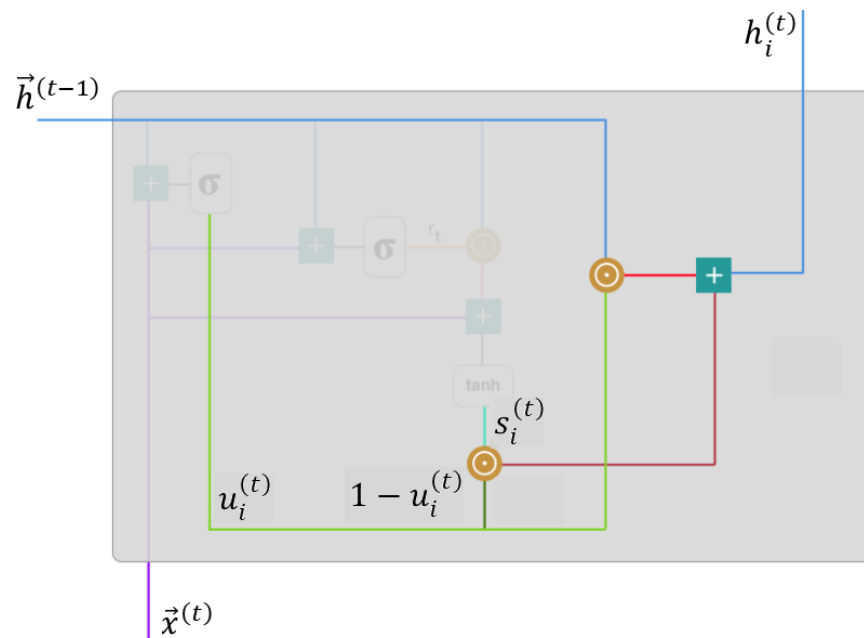 h_i^{(t)}
\vec{h}^{(t-1)}
σ
r_t
σ
tanh
s_i^{(t)}
u_i^{(t)}
1 − u_i^{(t)}
\vec{x}^{(t)}